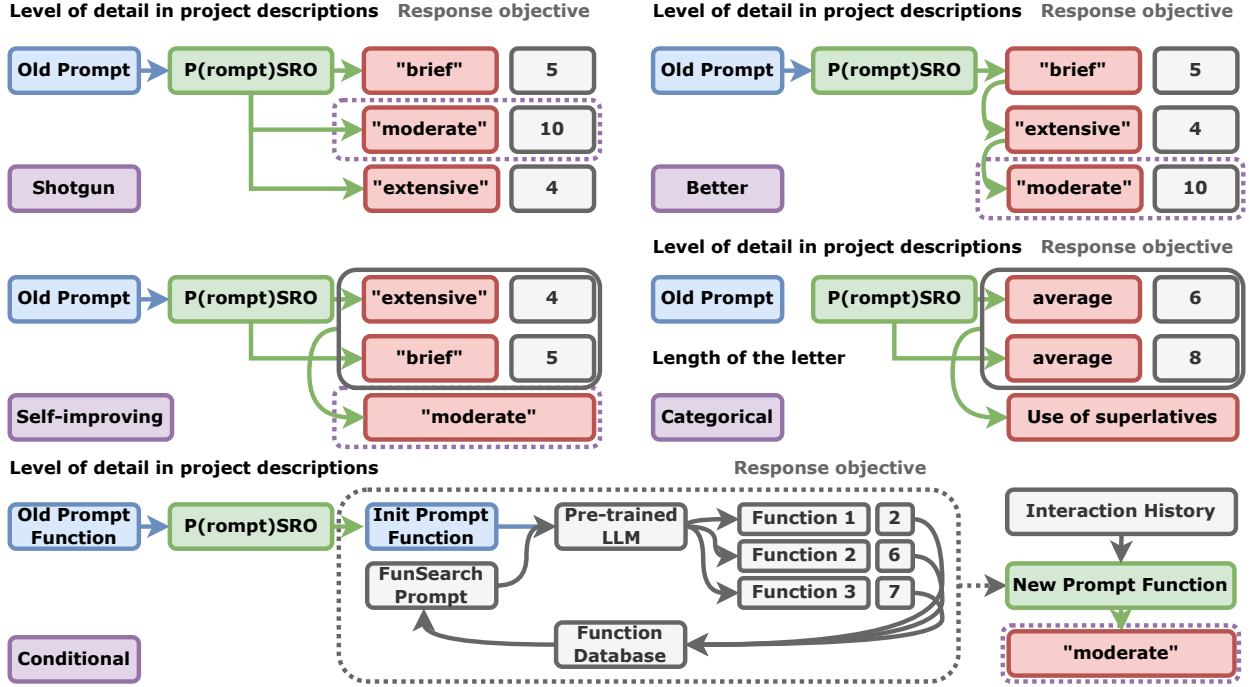 Level of detail in project descriptions Response objective
Old Prompt
P(rompt)SRO
"brief"
5
"moderate"
10
Shotgun
"extensive"
4
Level of detail in project descriptions Response objective
Old Prompt
P(rompt)SRO
"brief"
5
"extensive"
4
Better
"moderate"
10
Old Prompt
P(rompt)SRO
"extensive"
4
"brief"
5
Self-improving
"moderate"
Level of detail in project descriptions Response objective
Old Prompt
P(rompt)SRO
average
6
Length of the letter
average
8
Categorical
Use of superlatives
Level of detail in project descriptions
Response objective
Old Prompt
Function
P(rompt)SRO
Init Prompt
Function
Pre-trained
LLM
Function 1
2
Function 2
6
Function 3
7
FunSearch
Prompt
Function
Database
Interaction History
New Prompt Function
Conditional
"moderate"